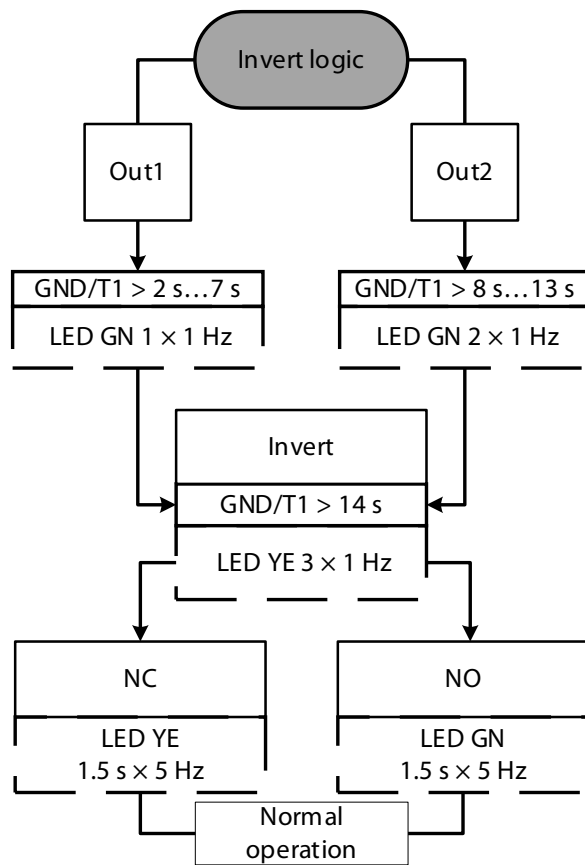 Invert logic
Out1
Out2
GND/T1 > 2 s…7 s
LED GN 1 × 1 Hz
GND/T1 > 8 s…13 s
LED GN 2 × 1 Hz
Invert
GND/T1 > 14 s
LED YE 3 × 1 Hz
NC
LED YE
1.5 s × 5 Hz
NO
LED GN
1.5 s × 5 Hz
Normal
operation